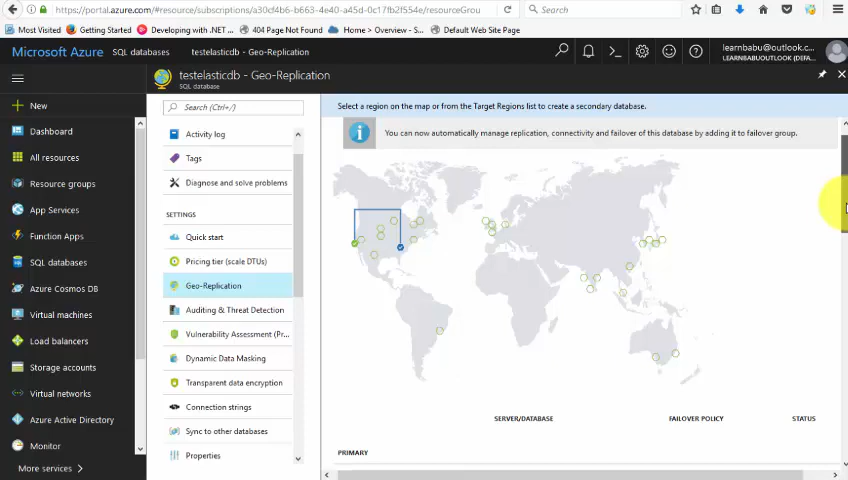 https://portal.azure.com/#resource/subscriptions/a30cf4b6-b663-4e40-a45d-0c17fb2f554e/resourceGrou
Search
Most Visited Getting Started Developing with .NET ... 404 Page Not Found Home > Overview - S... Default Web Site Page
Microsoft Azure SQL databases testelasticdb - Geo-Replication
learnbabu@outlook.c...
LEARNBABUOUTLOOK (DEFA...
testelasticdb - Geo-Replication
SQL database
New
Dashboard
All resources
Resource groups
App Services
Function Apps
SQL databases
Azure Cosmos DB
Virtual machines
Load balancers
Storage accounts
Virtual networks
Azure Active Directory
Monitor
More services
Search (Ctrl+/)
Activity log
Tags
Diagnose and solve problems
SETTINGS
Quick start
Pricing tier (scale DTUs)
Geo-Replication
Auditing & Threat Detection
Vulnerability Assessment (Pr...
Dynamic Data Masking
Transparent data encryption
Connection strings
Sync to other databases
Properties
Select a region on the map or from the Target Regions list to create a secondary database.
You can now automatically manage replication, connectivity and failover of this database by adding it to failover group.
SERVER/DATABASE FAILOVER POLICY STATUS
PRIMARY